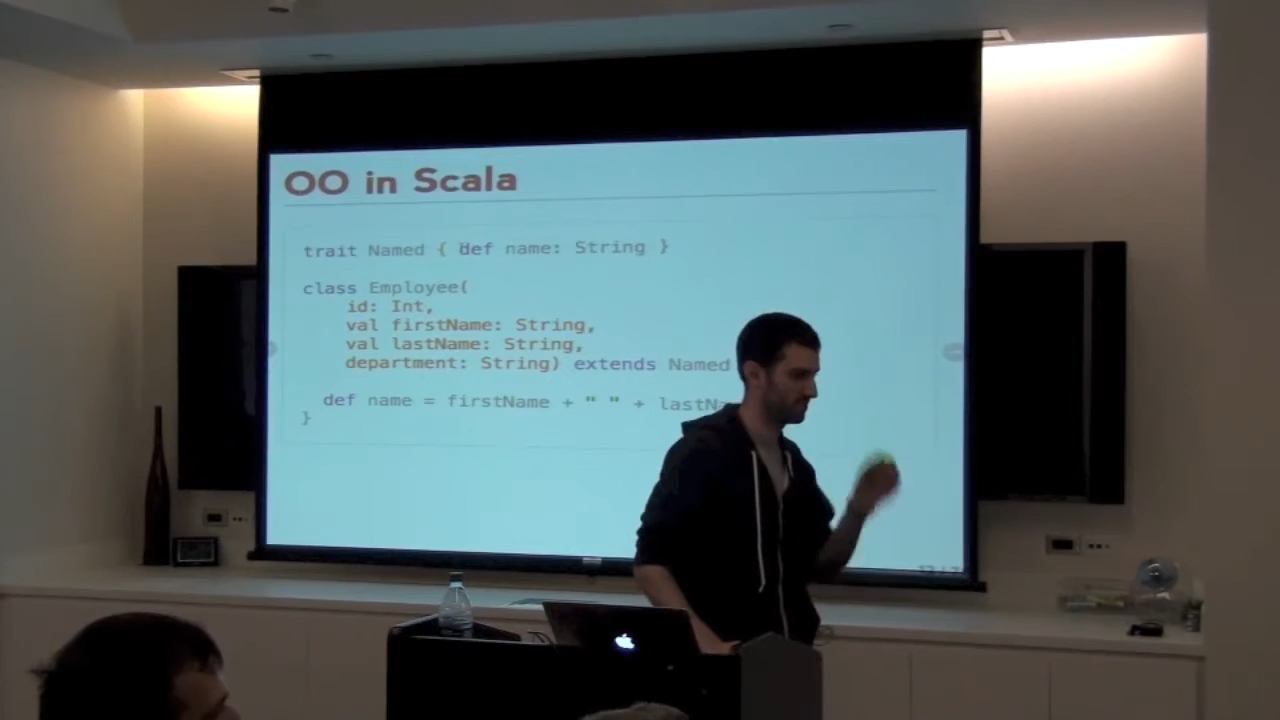 OO in Scala
trait Named { def name: String }
class Employee(
id: Int,
val firstName: String,
val lastName: String,
department: String) extends Named
def name = firstName + " " +
}